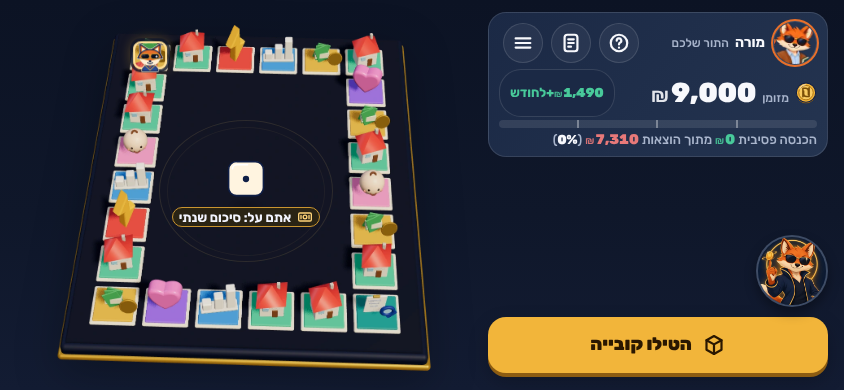 מורה התור שלכם
מזומן 9,000 ₪
+1,490₪ לחודש
הכנסה פסיבית 0₪ מתוך הוצאות 7,310₪ (0%)
אתם על: סיכום שנתי
הטילו קובייה